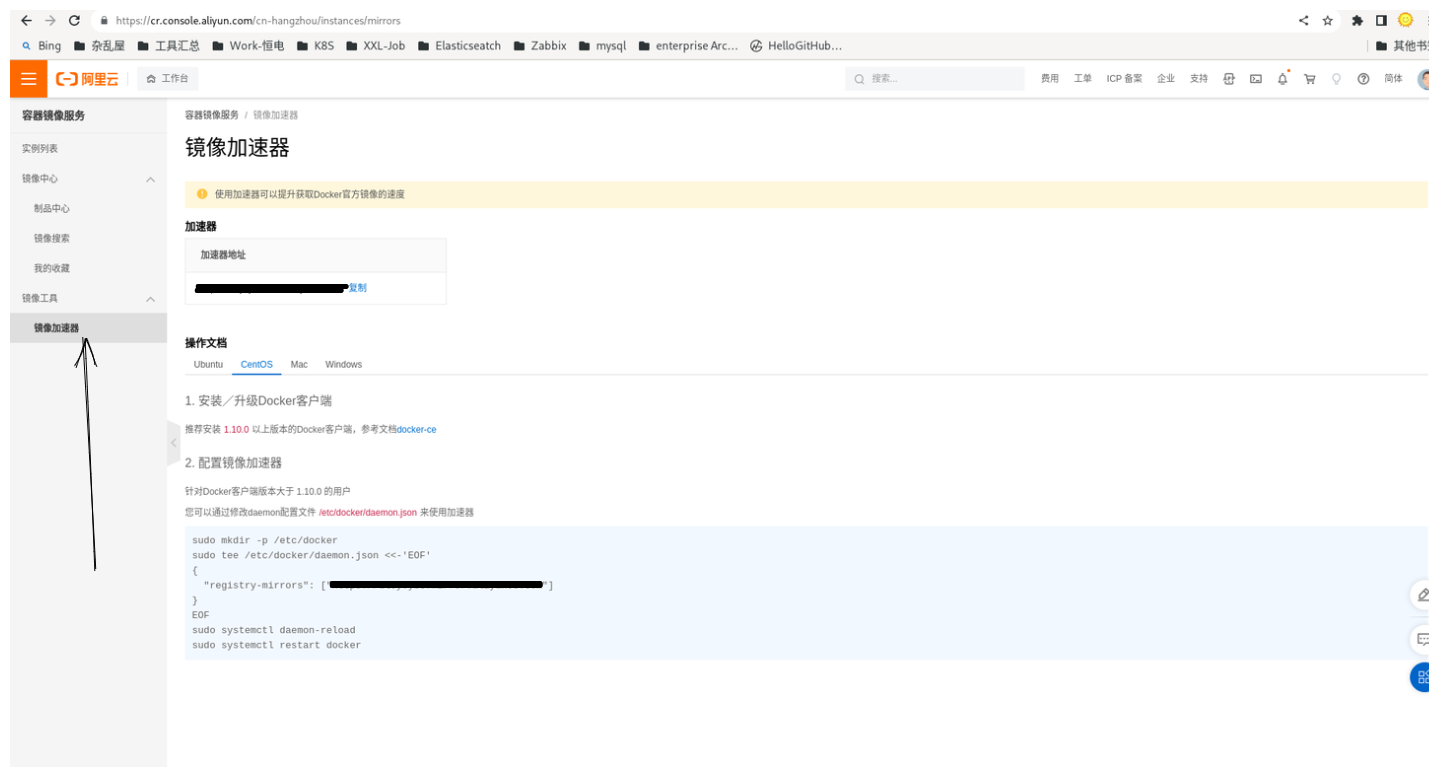 https://cr.console.aliyun.com/cn-hangzhou/instances/mirrors
Bing 杂乱屋 工具汇总 Work-恒电 K8S XXL-Job Elasticseatch Zabbix mysql enterprise Arc... HelloGitHub... 其他书
阿里云 工作台 搜索... 费用 工单 ICP 备案 企业 支持 简体
容器镜像服务
实例列表
镜像中心
制品中心
镜像搜索
我的收藏
镜像工具
镜像加速器
容器镜像服务 / 镜像加速器
镜像加速器
使用加速器可以提升获取Docker官方镜像的速度
加速器
加速器地址
复制
操作文档
Ubuntu CentOS Mac Windows
1. 安装／升级Docker客户端
推荐安装 1.10.0 以上版本的Docker客户端，参考文档docker-ce
2. 配置镜像加速器
针对Docker客户端版本大于 1.10.0 的用户
您可以通过修改daemon配置文件 /etc/docker/daemon.json 来使用加速器
sudo mkdir -p /etc/docker
sudo tee /etc/docker/daemon.json <<-'EOF'
{
"registry-mirrors": [" "]
}
EOF
sudo systemctl daemon-reload
sudo systemctl restart docker